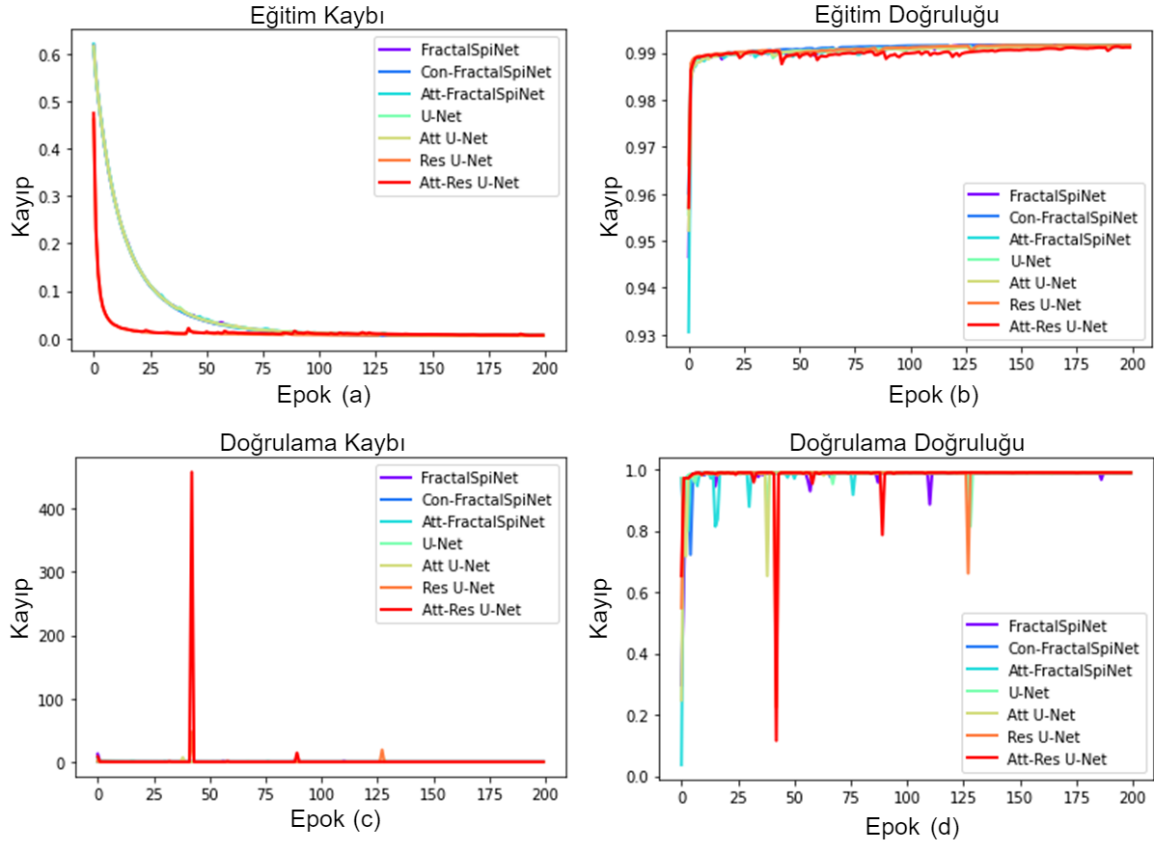 Eğitim Kaybı
Kayıp
0.6
0.5
0.4
0.3
0.2
0.1
0.0
FractalSpiNet
Con-FractalSpiNet
Att-FractalSpiNet
U-Net
Att U-Net
Res U-Net
Att-Res U-Net
0 25 50 75 100 125 150 175 200
Epok (a)
Eğitim Doğruluğu
Kayıp
0.99
0.98
0.97
0.96
0.95
0.94
0.93
FractalSpiNet
Con-FractalSpiNet
Att-FractalSpiNet
U-Net
Att U-Net
Res U-Net
Att-Res U-Net
0 25 50 75 100 125 150 175 200
Epok (b)
Doğrulama Kaybı
Kayıp
400
300
200
100
0
FractalSpiNet
Con-FractalSpiNet
Att-FractalSpiNet
U-Net
Att U-Net
Res U-Net
Att-Res U-Net
0 25 50 75 100 125 150 175 200
Epok (c)
Doğrulama Doğruluğu
Kayıp
1.0
0.8
0.6
0.4
0.2
0.0
FractalSpiNet
Con-FractalSpiNet
Att-FractalSpiNet
U-Net
Att U-Net
Res U-Net
Att-Res U-Net
0 25 50 75 100 125 150 175 200
Epok (d)